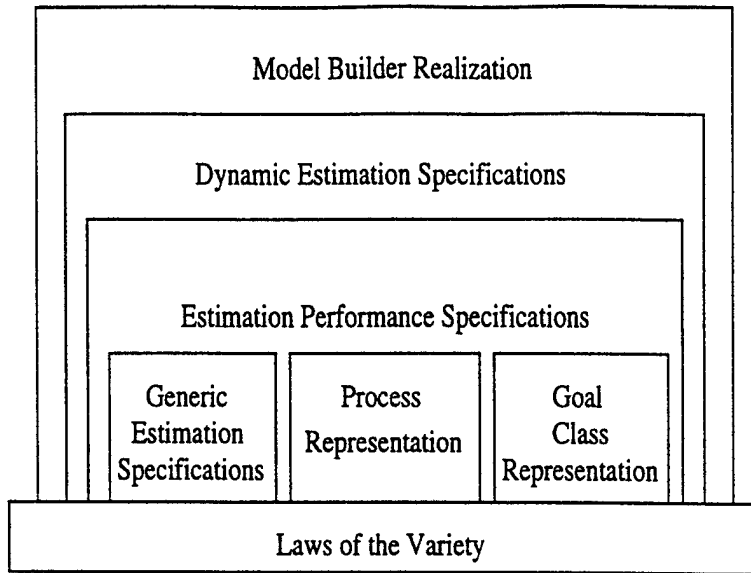 Model Builder Realization
Dynamic Estimation Specifications
Estimation Performance Specifications
Generic
Estimation
Specifications
Process
Representation
Goal
Class
Representation
Laws of the Variety